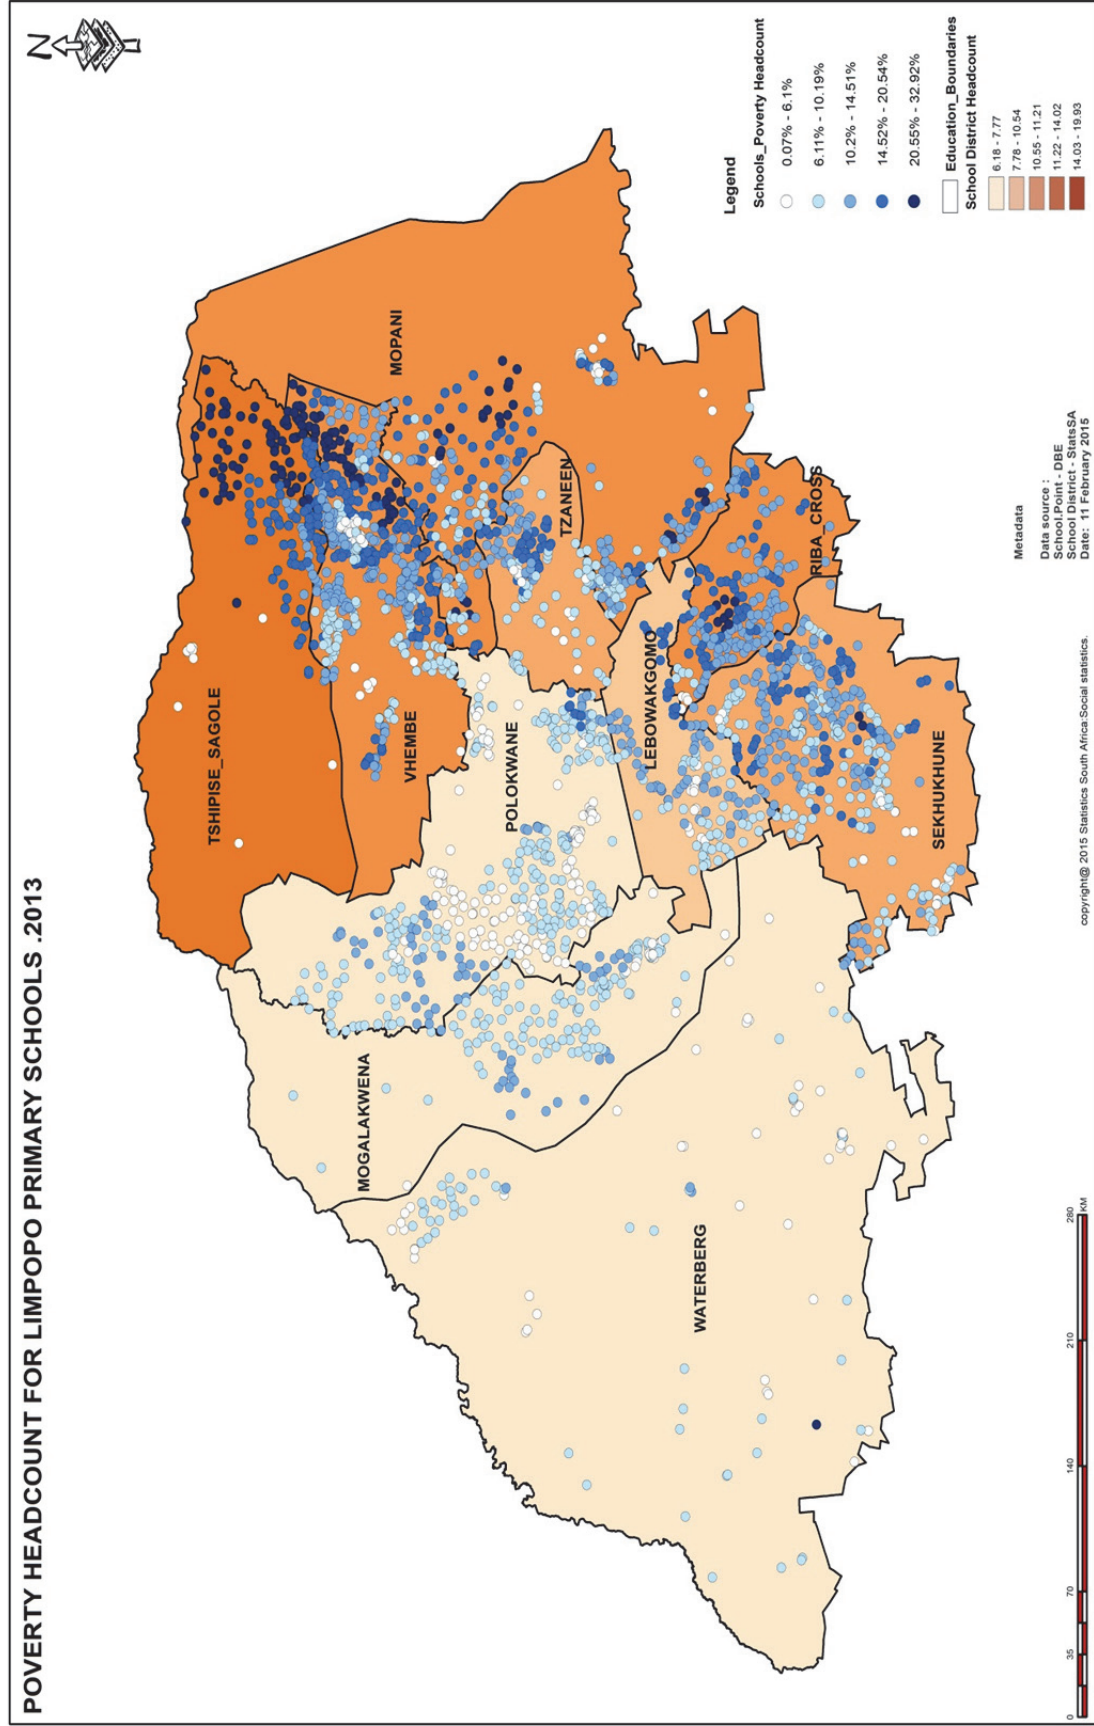 POVERTY HEADCOUNT FOR LIMPOPO PRIMARY SCHOOLS .2013
N
TSHIPISE_SAGOLE
MOPANI
VHEMBE
MOGALAKWENA
POLOKWANE
TZANEEN
LEBOWAKGOMO
WATERBERG
RIBA_CROSS
SEKHUKHUNE
Legend
Schools_Poverty Headcount
0.07% - 6.1%
6.11% - 10.19%
10.2% - 14.51%
14.52% - 20.54%
20.55% - 32.92%
Education_Boundaries
School District Headcount
6.18 - 7.77
7.78 - 10.54
10.55 - 11.21
11.22 - 14.02
14.03 - 19.93
Metadata
Data source :
School.Point - DBE
School District - StatsSA
Date: 11 February 2015
copyright@ 2015 Statistics South Africa:Social statistics.
0 35 70 140 210 280
KM